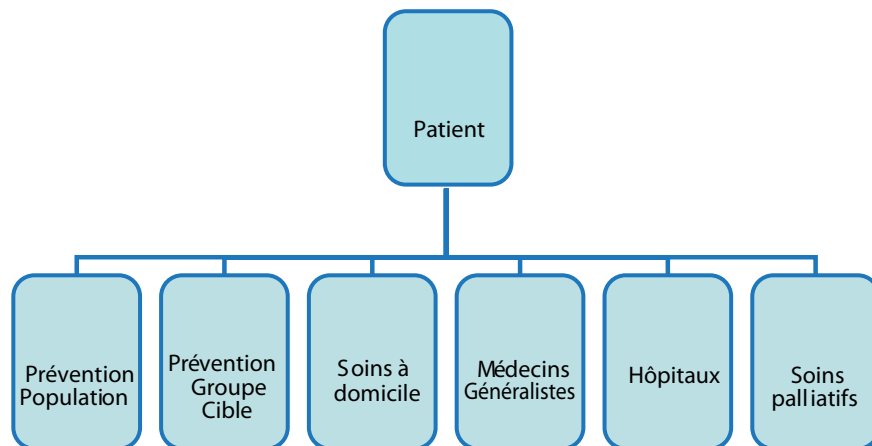 Patient
Prévention
Population
Prévention
Groupe
Cible
Soins à
domicile
Médecins
Généralistes
Hôpitaux
Soins
palliatifs